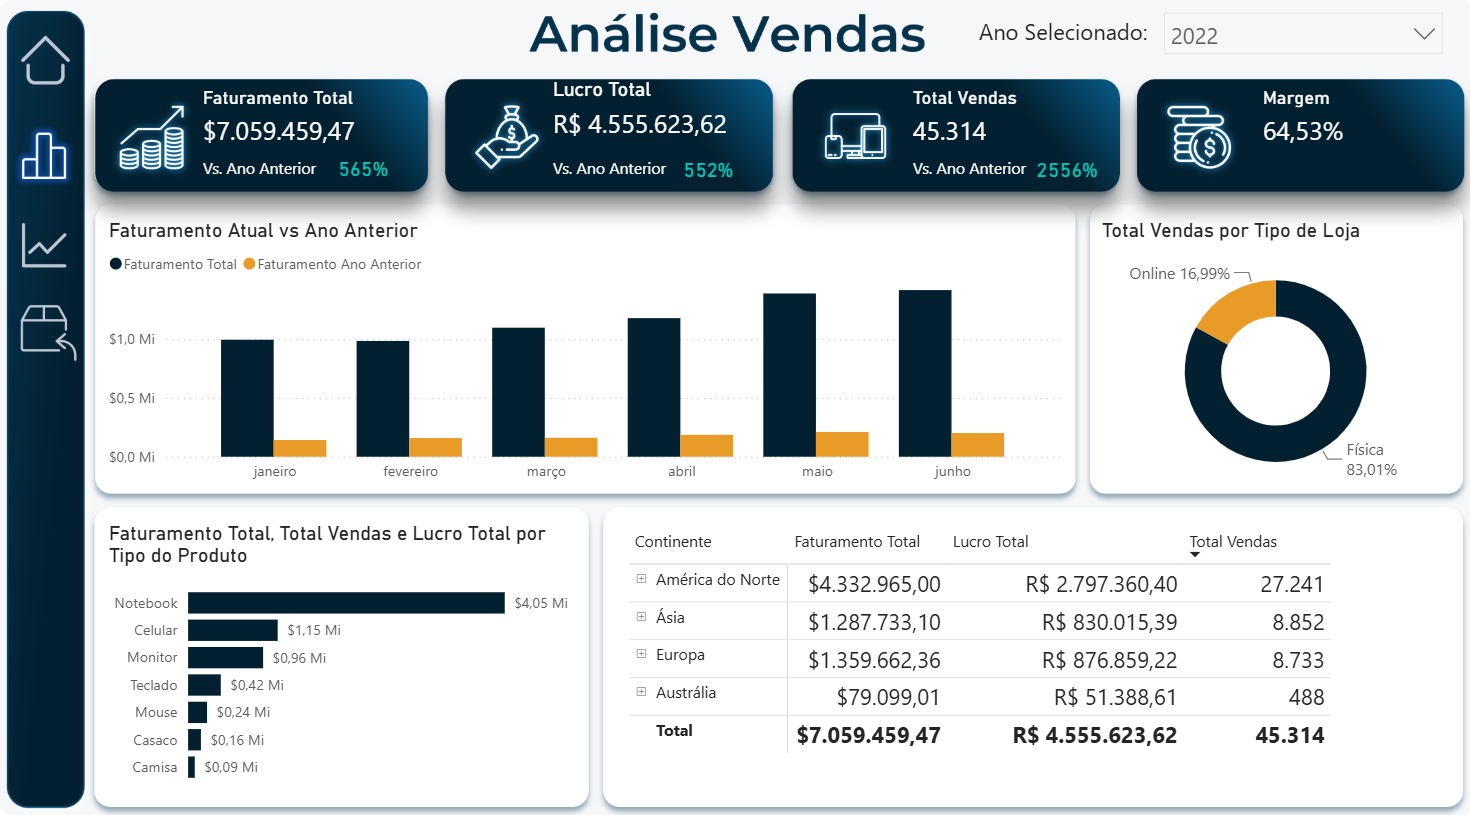 Análise Vendas
Ano Selecionado:
2022
Faturamento Total
$7.059.459,47
Vs. Ano Anterior 565%
Lucro Total
R$ 4.555.623,62
Vs. Ano Anterior 552%
Total Vendas
45.314
Vs. Ano Anterior 2556%
Margem
64,53%
Faturamento Atual vs Ano Anterior
Faturamento Total Faturamento Ano Anterior
$1,0 Mi
$0,5 Mi
$0,0 Mi
janeiro fevereiro março abril maio junho
Total Vendas por Tipo de Loja
Online 16,99%
Física
83,01%
Faturamento Total, Total Vendas e Lucro Total por
Tipo do Produto
Notebook $4,05 Mi
Celular $1,15 Mi
Monitor $0,96 Mi
Teclado $0,42 Mi
Mouse $0,24 Mi
Casaco $0,16 Mi
Camisa $0,09 Mi
Continente Faturamento Total Lucro Total Total Vendas
América do Norte $4.332.965,00 R$ 2.797.360,40 27.241
Ásia $1.287.733,10 R$ 830.015,39 8.852
Europa $1.359.662,36 R$ 876.859,22 8.733
Austrália $79.099,01 R$ 51.388,61 488
Total $7.059.459,47 R$ 4.555.623,62 45.314